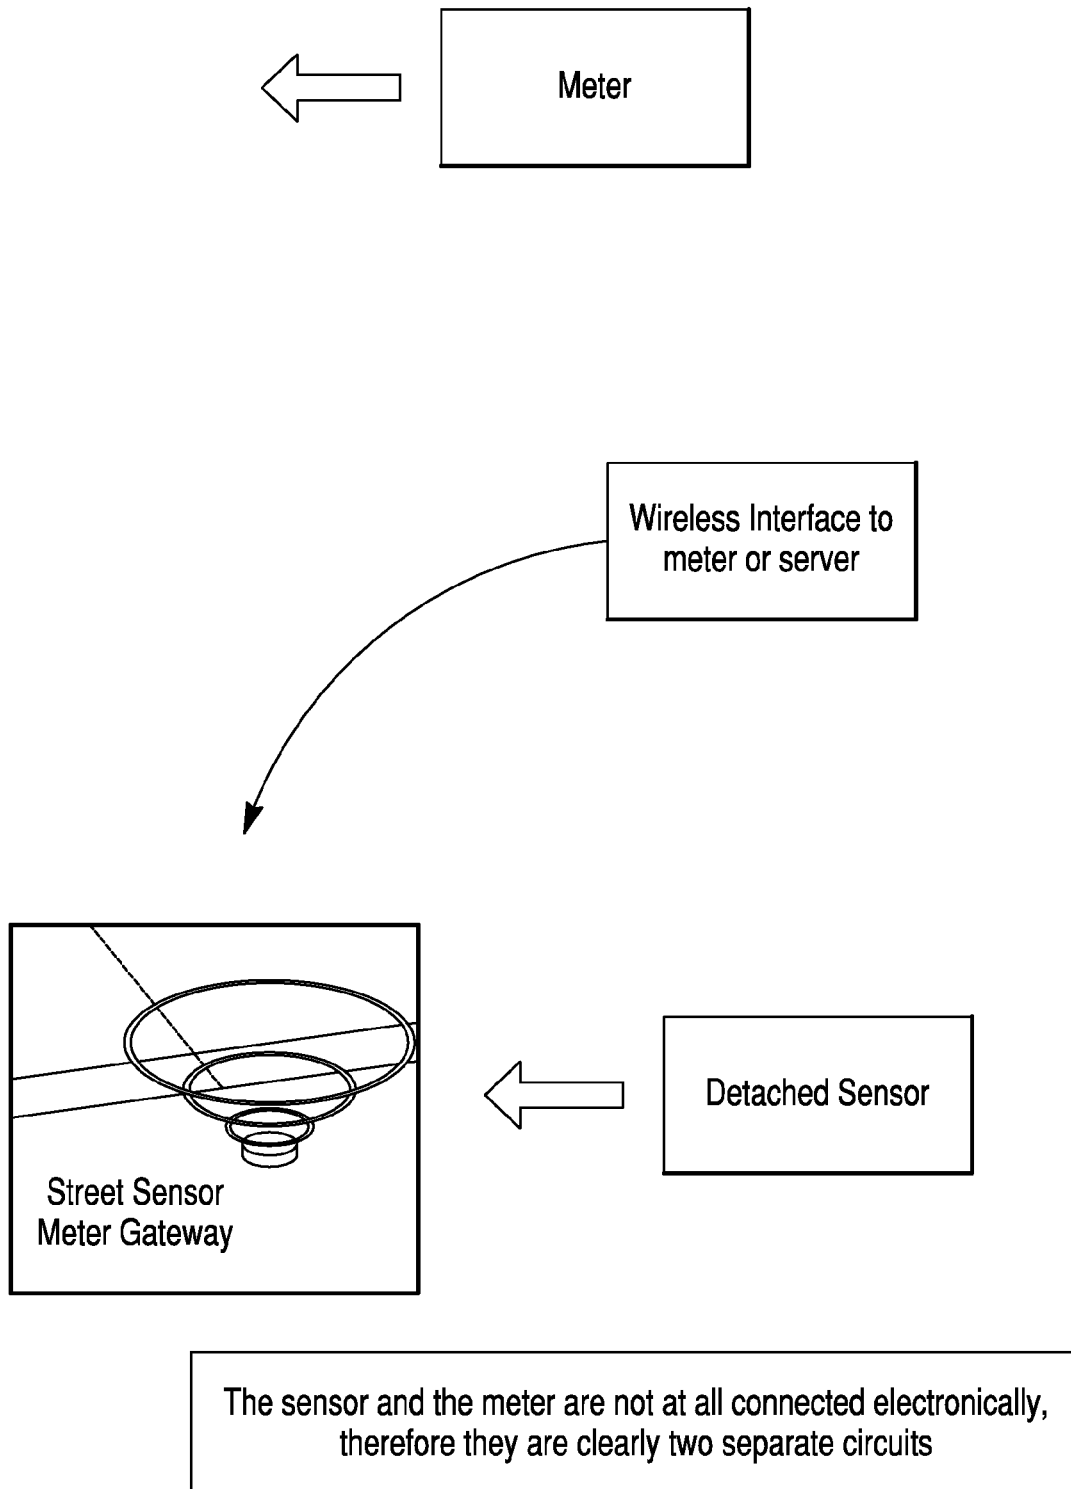 Meter
Wireless Interface to
meter or server
Detached Sensor
Street Sensor
Meter Gateway
The sensor and the meter are not at all connected electronically,
therefore they are clearly two separate circuits